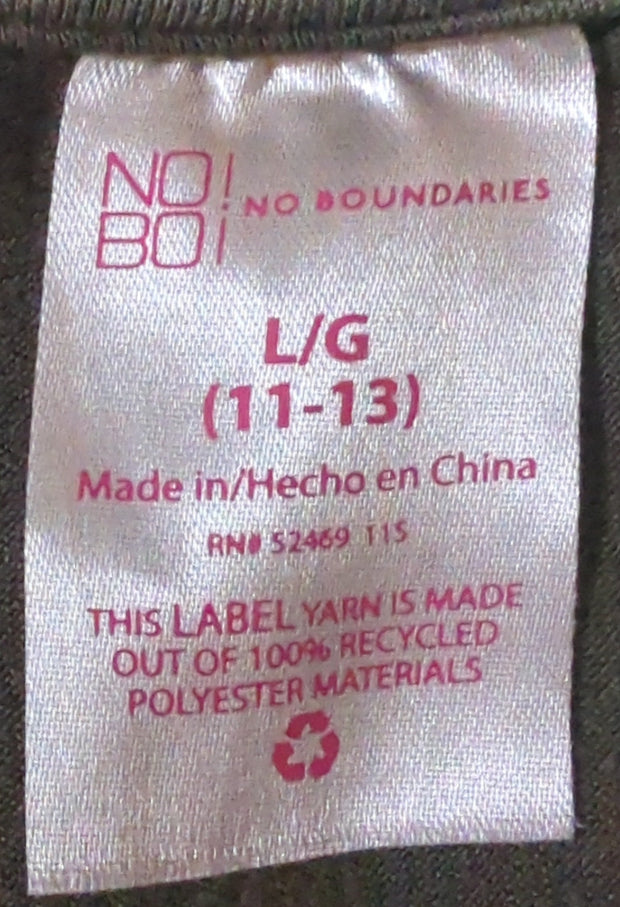 NO!
BO¡
NO BOUNDARIES
L/G
(11-13)
Made in/Hecho en China
RN# 52469 T1S
THIS LABEL YARN IS MADE
OUT OF 100% RECYCLED
POLYESTER MATERIALS